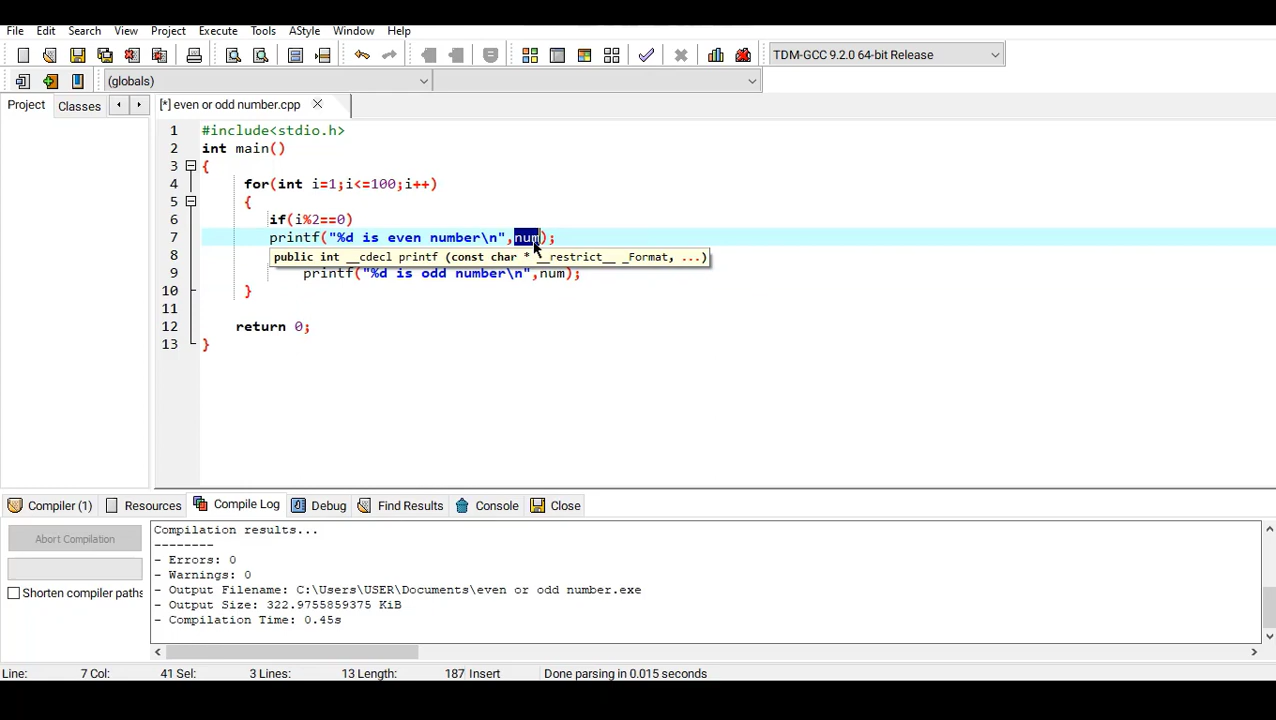 File Edit Search View Project Execute Tools AStyle Window Help
TDM-GCC 9.2.0 64-bit Release
(globals)
Project Classes [*] even or odd number.cpp
1 #include<stdio.h>
2 int main()
3 {
4 for(int i=1;i<=100;i++)
5 {
6 if(i%2==0)
7 printf("%d is even number\n",num);
8 public int __cdecl printf (const char * __restrict__ _Format, ...)
9 printf("%d is odd number\n",num);
10 }
11
12 return 0;
13 }
Compiler (1) Resources Compile Log Debug Find Results Console Close
Abort Compilation
Shorten compiler paths
Compilation results...
--------
- Errors: 0
- Warnings: 0
- Output Filename: C:\Users\USER\Documents\even or odd number.exe
- Output Size: 322.9755859375 KiB
- Compilation Time: 0.45s
Line: 7 Col: 41 Sel: 3 Lines: 13 Length: 187 Insert Done parsing in 0.015 seconds